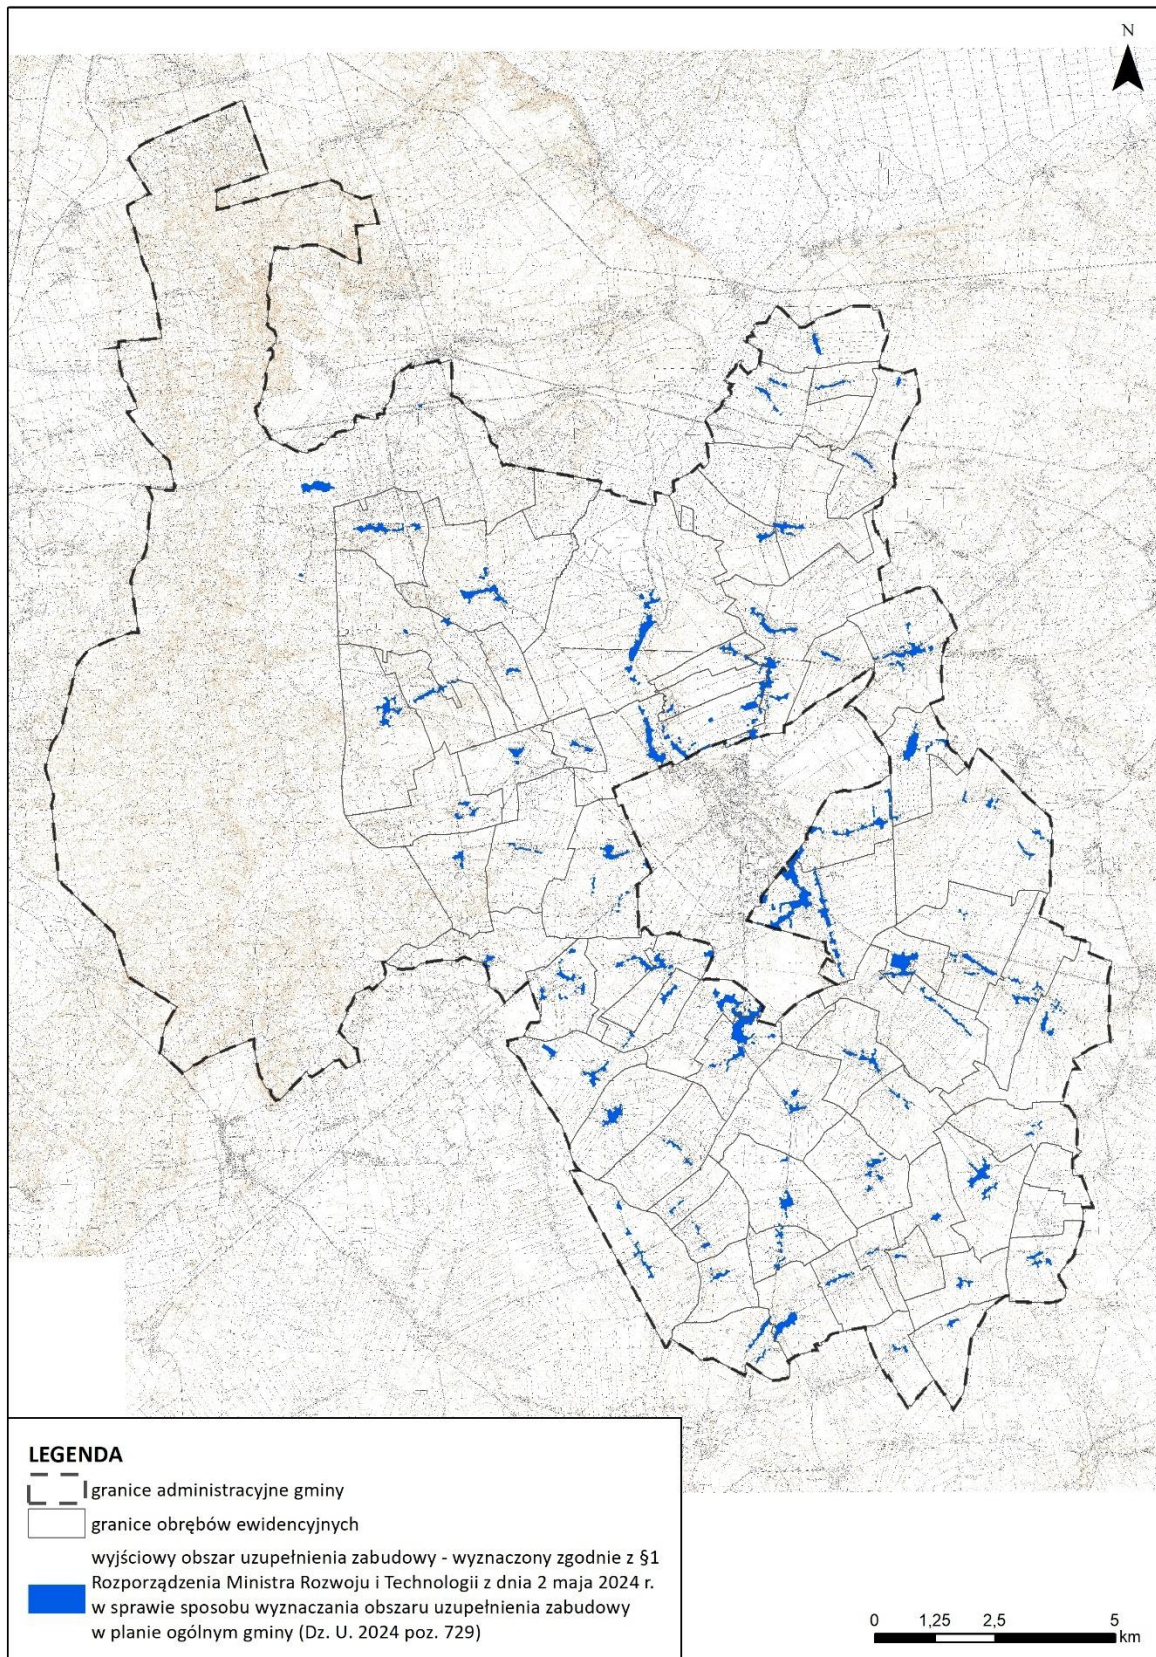 N
LEGENDA
granice administracyjne gminy
granice obrębów ewidencyjnych
wyjściowy obszar uzupełnienia zabudowy - wyznaczony zgodnie z §1
Rozporządzenia Ministra Rozwoju i Technologii z dnia 2 maja 2024 r.
w sprawie sposobu wyznaczania obszaru uzupełnienia zabudowy
w planie ogólnym gminy (Dz. U. 2024 poz. 729)
0 1,25 2,5 5
km